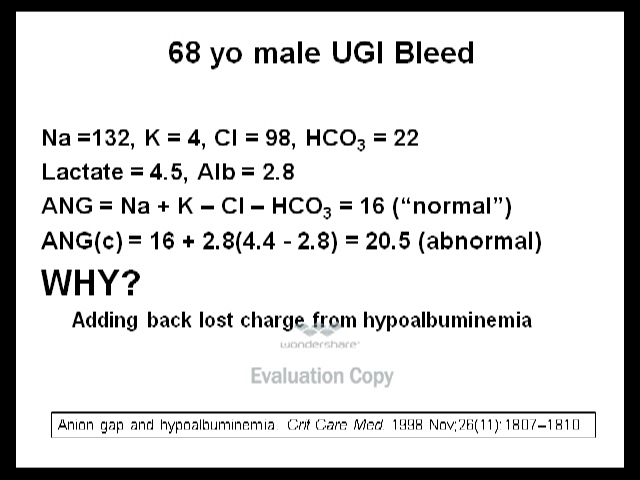 68 yo male UGI Bleed
Na =132, K = 4, Cl = 98, HCO₃ = 22
Lactate = 4.5, Alb = 2.8
ANG = Na + K – Cl – HCO₃ = 16 (“normal”)
ANG(c) = 16 + 2.8(4.4 - 2.8) = 20.5 (abnormal)
WHY?
Adding back lost charge from hypoalbuminemia
wondershare
Evaluation Copy
Anion gap and hypoalbuminemia. Crit Care Med. 1998 Nov;26(11):1807–1810